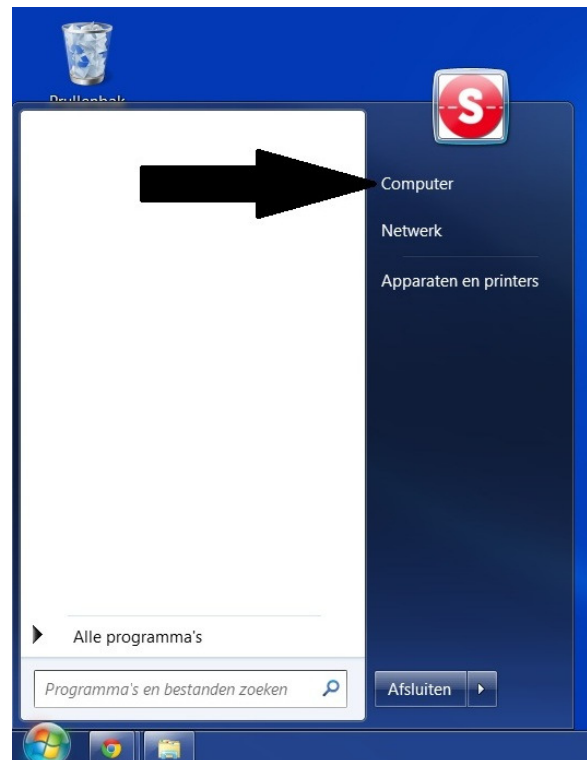 Prullenbak
S
Computer
Netwerk
Apparaten en printers
Alle programma's
Programma's en bestanden zoeken
Afsluiten